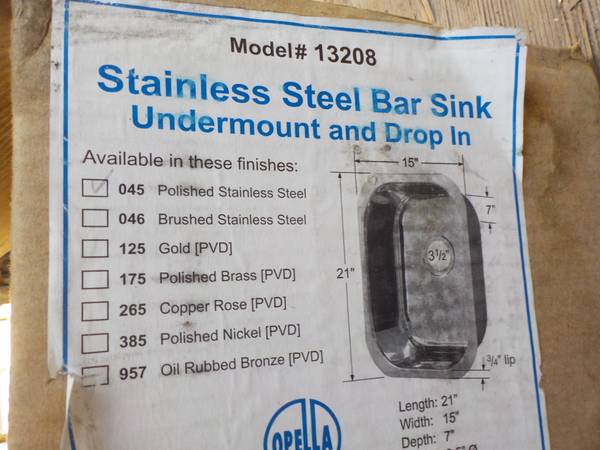 Model# 13208
Stainless Steel Bar Sink
Undermount and Drop In
Available in these finishes:
045 Polished Stainless Steel
046 Brushed Stainless Steel
125 Gold [PVD]
175 Polished Brass [PVD]
265 Copper Rose [PVD]
385 Polished Nickel [PVD]
957 Oil Rubbed Bronze [PVD]
15"
7"
3½"
21"
¾" lip
Length: 21"
Width: 15"
Depth: 7"
OPELLA